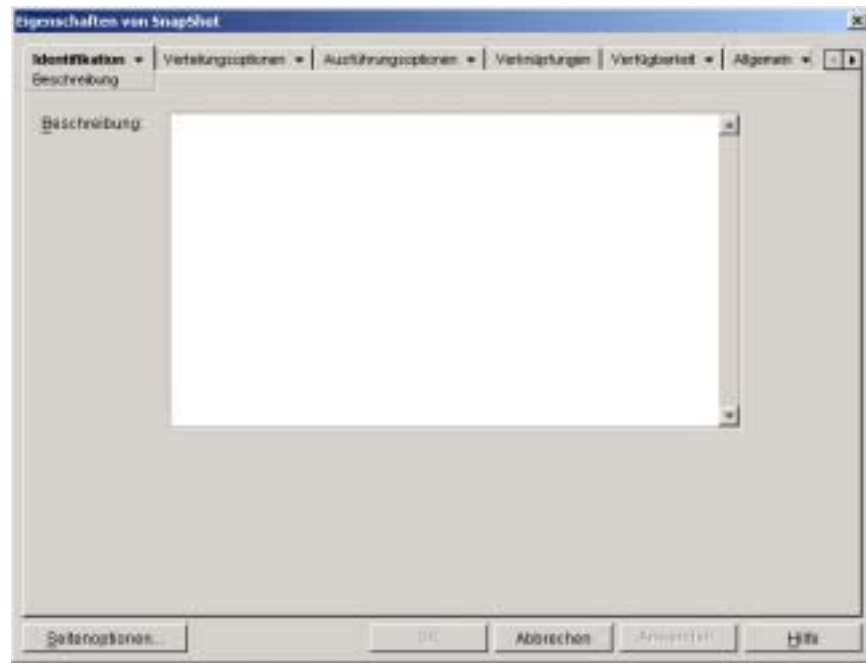 Eigenschaften von SnapShot
Identifikation Verteilungsoptionen Ausführungsoptionen Verknüpfungen Verfügbarkeit Allgemein
Beschreibung
Beschreibung:
Seitenoptionen... OK Abbrechen Anwenden Hilfe